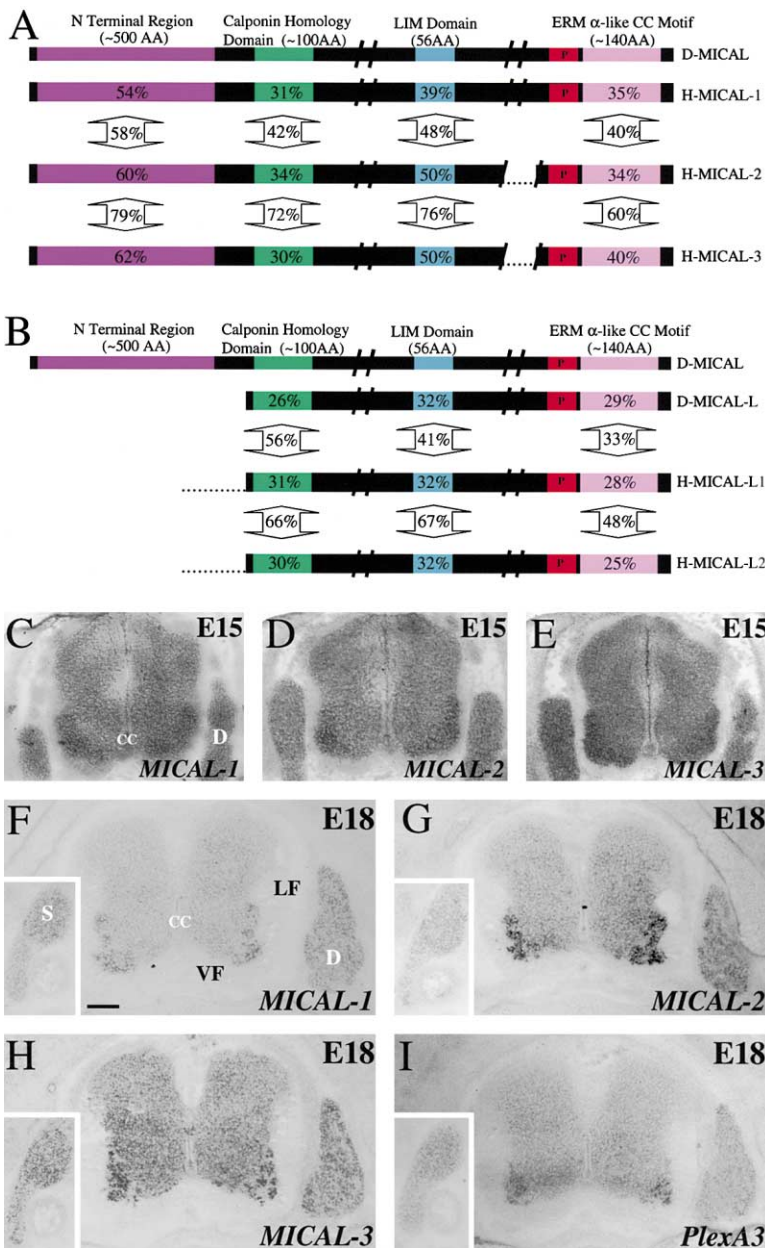 A
N Terminal Region
(~500 AA)
Calponin Homology
Domain (~100AA)
LIM Domain
(56AA)
ERM α-like CC Motif
(~140AA)
P
D-MICAL
54% 31% 39% P 35% H-MICAL-1
58% 42% 48% 40%
60% 34% 50% P 34% H-MICAL-2
79% 72% 76% 60%
62% 30% 50% P 40% H-MICAL-3
B
N Terminal Region
(~500 AA)
Calponin Homology
Domain (~100AA)
LIM Domain
(56AA)
ERM α-like CC Motif
(~140AA)
P
D-MICAL
26% 32% P 29% D-MICAL-L
56% 41% 33%
31% 32% P 28% H-MICAL-L1
66% 67% 48%
30% 32% P 25% H-MICAL-L2
C E15
CC D
MICAL-1
D E15
MICAL-2
E E15
MICAL-3
F E18
S LF
CC
D
VF
MICAL-1
G E18
MICAL-2
H E18
MICAL-3
I E18
PlexA3